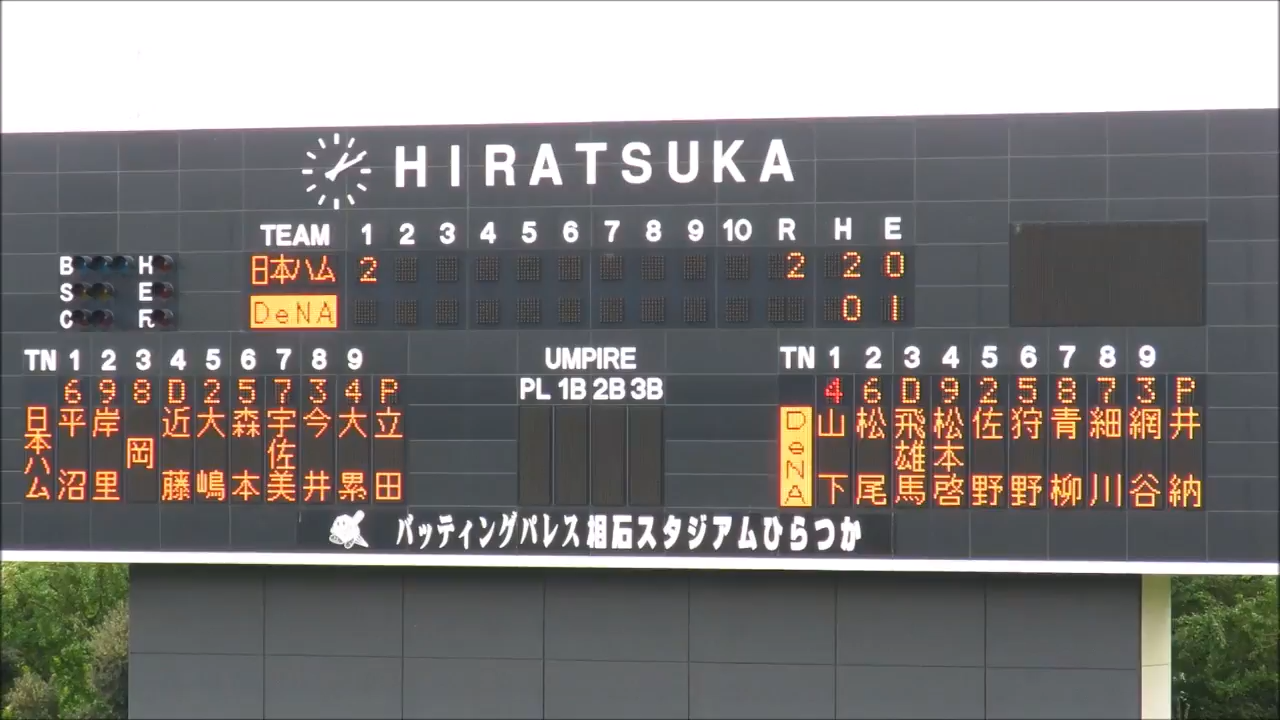 HIRATSUKA
TEAM 1 2 3 4 5 6 7 8 9 10 R H E
B H 日本ハム 2 2 2 0
S E
C Fc DeNA 0 1
TN 1 2 3 4 5 6 7 8 9
6 9 8 D 2 5 7 3 4 P
日本ハム 平沼 岸里 岡 近藤 大嶋 森本 宇佐美 今井 大累 立田
UMPIRE
PL 1B 2B 3B
TN 1 2 3 4 5 6 7 8 9
4 6 D 9 2 5 8 7 3 P
DeNA 山下 松尾 飛雄馬 松本啓 佐野 狩野 青柳 細川 網谷 井納
バッティングパレス相石スタジアムひらつか